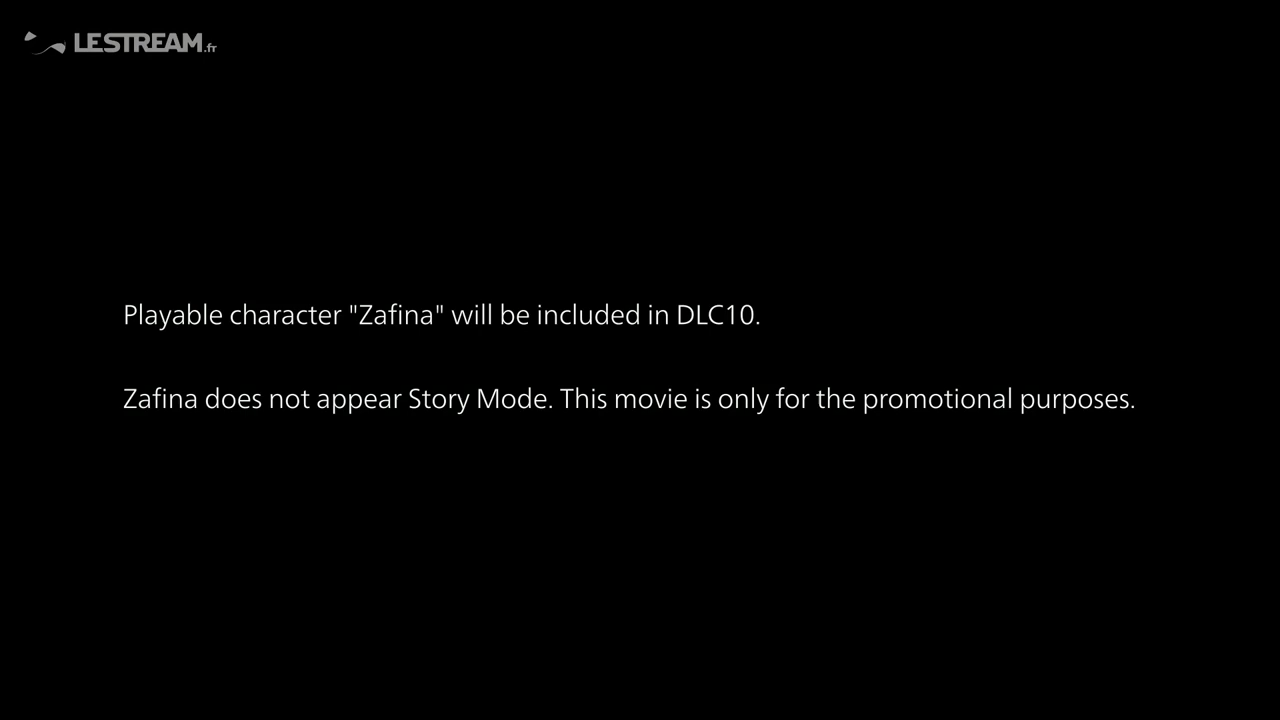 LESTREAM.fr
Playable character "Zafina" will be included in DLC10.
Zafina does not appear Story Mode. This movie is only for the promotional purposes.